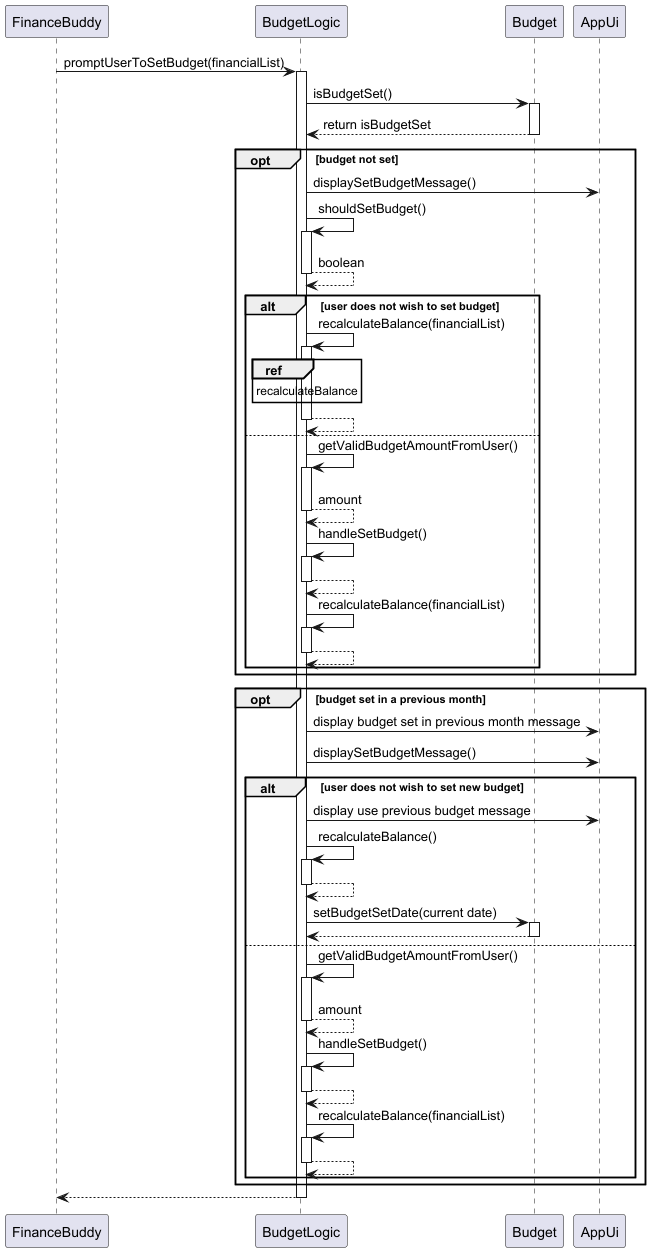 FinanceBuddy BudgetLogic Budget AppUi
promptUserToSetBudget(financialList)
isBudgetSet()
return isBudgetSet
opt [budget not set]
displaySetBudgetMessage()
shouldSetBudget()
boolean
alt [user does not wish to set budget]
recalculateBalance(financialList)
ref
recalculateBalance
getValidBudgetAmountFromUser()
amount
handleSetBudget()
recalculateBalance(financialList)
opt [budget set in a previous month]
display budget set in previous month message
displaySetBudgetMessage()
alt [user does not wish to set new budget]
display use previous budget message
recalculateBalance()
setBudgetSetDate(current date)
getValidBudgetAmountFromUser()
amount
handleSetBudget()
recalculateBalance(financialList)
FinanceBuddy BudgetLogic Budget AppUi